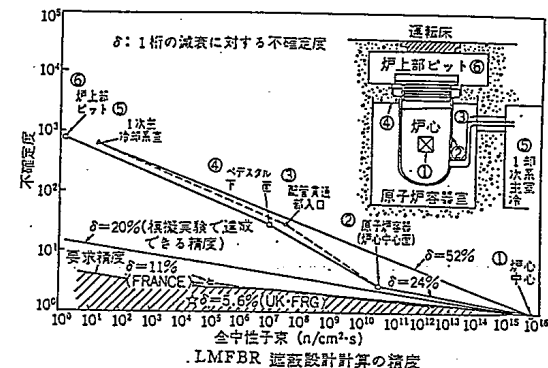 δ:1桁の減衰に対する不確定度
運転床
炉上部ピット⑥
⑥
炉上部
ピット
⑤
1次主
冷却系室
④
ペデスタル
下面
③
配管貫通
部入口
②
原子炉容器
(炉心中心面)
①
炉心
中心
④
③
②
炉心
①
原子炉容器室
⑤
1次主冷却系室
δ=20%(模擬実験で達成
できる精度)
δ=52%
δ=24%
要求精度
δ=11%
(FRANCE)
δ=5.6%(UK・FRG)
不確定度
10⁵
10⁴
10³
10²
10¹
10⁰
10⁰ 10¹ 10² 10³ 10⁴ 10⁵ 10⁶ 10⁷ 10⁸ 10⁹ 10¹⁰ 10¹¹ 10¹² 10¹³ 10¹⁴ 10¹⁵ 10¹⁶
全中性子束 (n/cm²·s)
LMFBR 遮蔽設計計算の精度